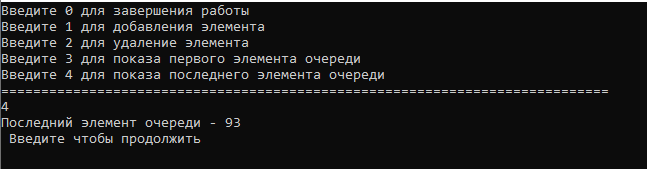 Введите 0 для завершения работы
Введите 1 для добавления элемента
Введите 2 для удаление элемента
Введите 3 для показа первого элемента очереди
Введите 4 для показа последнего элемента очереди
============================================================================
4
Последний элемент очереди - 93
Введите чтобы продолжить